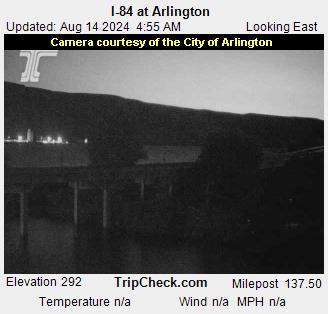 I-84 at Arlington
Updated: Aug 14 2024 4:55 AM Looking East
Camera courtesy of the City of Arlington
Elevation 292 TripCheck.com Milepost 137.50
Temperature n/a Wind n/a MPH n/a